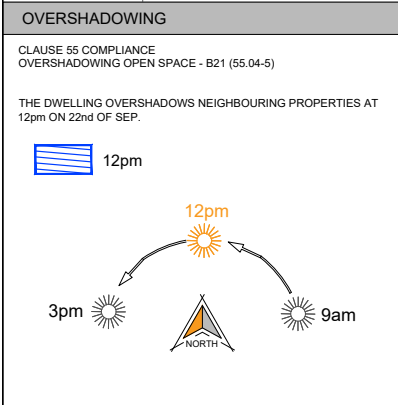 OVERSHADOWING
CLAUSE 55 COMPLIANCE
OVERSHADOWING OPEN SPACE - B21 (55.04-5)
THE DWELLING OVERSHADOWS NEIGHBOURING PROPERTIES AT
12pm ON 22nd OF SEP.
12pm
12pm
3pm
9am
NORTH